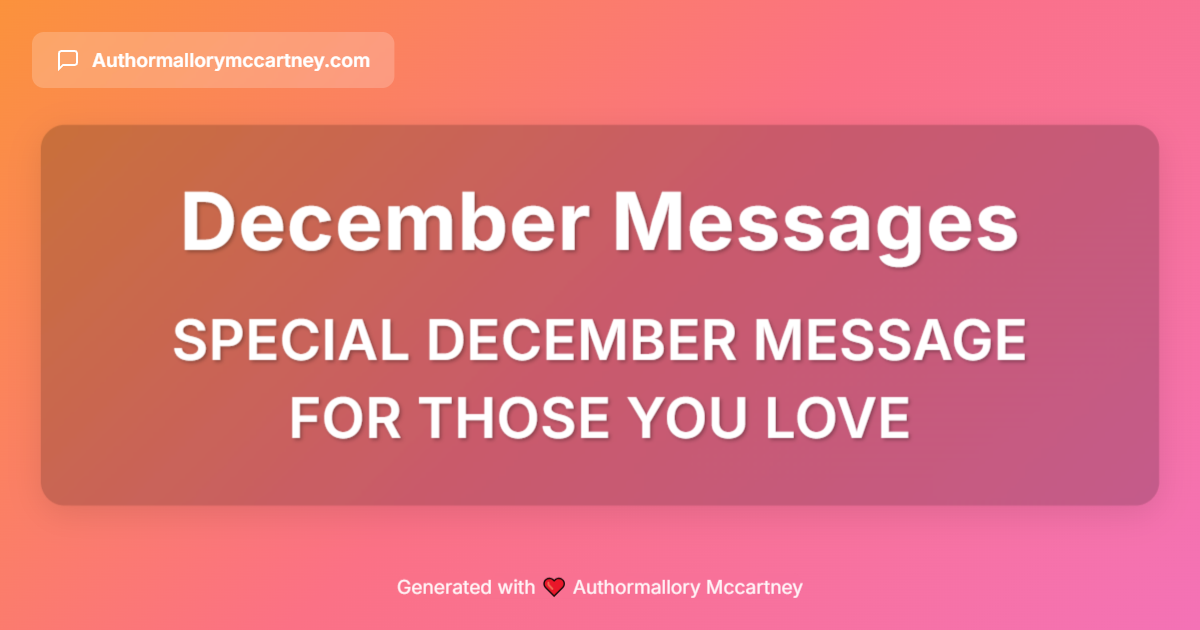 Authormallorymccartney.com
December Messages
SPECIAL DECEMBER MESSAGE
FOR THOSE YOU LOVE
Generated with ❤️ Authormallory Mccartney